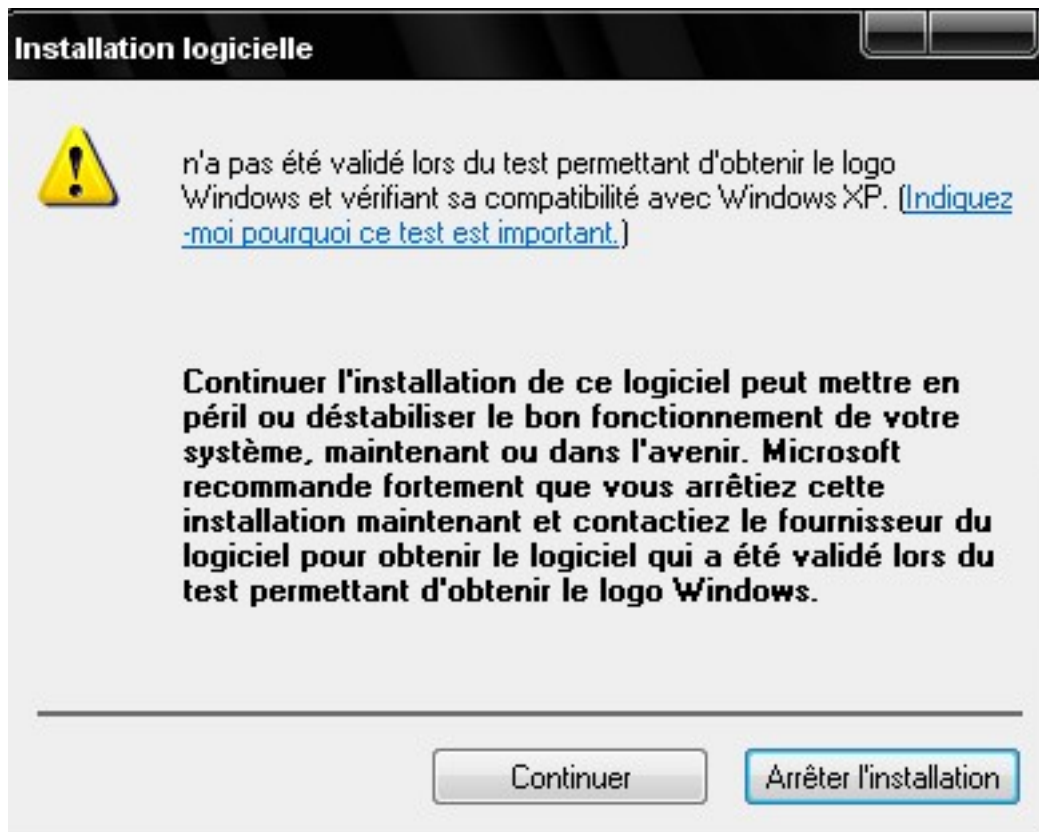 Installation logicielle
n'a pas été validé lors du test permettant d'obtenir le logo
Windows et vérifiant sa compatibilité avec Windows XP. (Indiquez
-moi pourquoi ce test est important.)
Continuer l'installation de ce logiciel peut mettre en
péril ou déstabiliser le bon fonctionnement de votre
système, maintenant ou dans l'avenir. Microsoft
recommande fortement que vous arrêtiez cette
installation maintenant et contactiez le fournisseur du
logiciel pour obtenir le logiciel qui a été validé lors du
test permettant d'obtenir le logo Windows.
Continuer
Arrêter l'installation